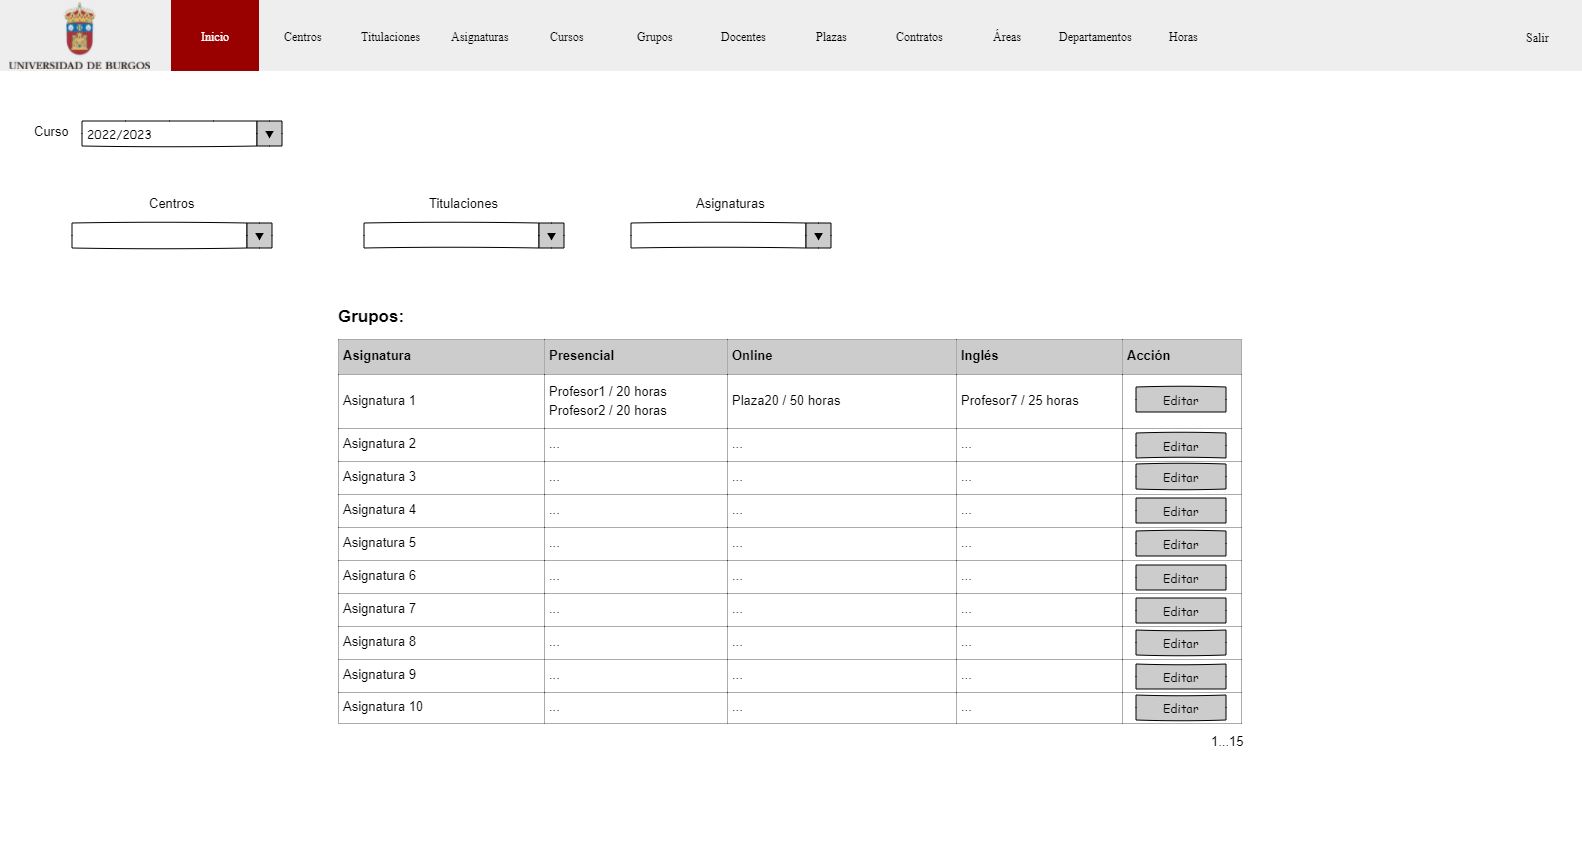 UNIVERSIDAD DE BURGOS
Inicio Centros Titulaciones Asignaturas Cursos Grupos Docentes Plazas Contratos Áreas Departamentos Horas Salir
Curso 2022/2023 ▼
Centros Titulaciones Asignaturas
▼ ▼ ▼
Grupos:
Asignatura Presencial Online Inglés Acción
Asignatura 1 Profesor1 / 20 horas Plaza20 / 50 horas Profesor7 / 25 horas Editar
Profesor2 / 20 horas
Asignatura 2 ... ... ... Editar
Asignatura 3 ... ... ... Editar
Asignatura 4 ... ... ... Editar
Asignatura 5 ... ... ... Editar
Asignatura 6 ... ... ... Editar
Asignatura 7 ... ... ... Editar
Asignatura 8 ... ... ... Editar
Asignatura 9 ... ... ... Editar
Asignatura 10 ... ... ... Editar
1...15